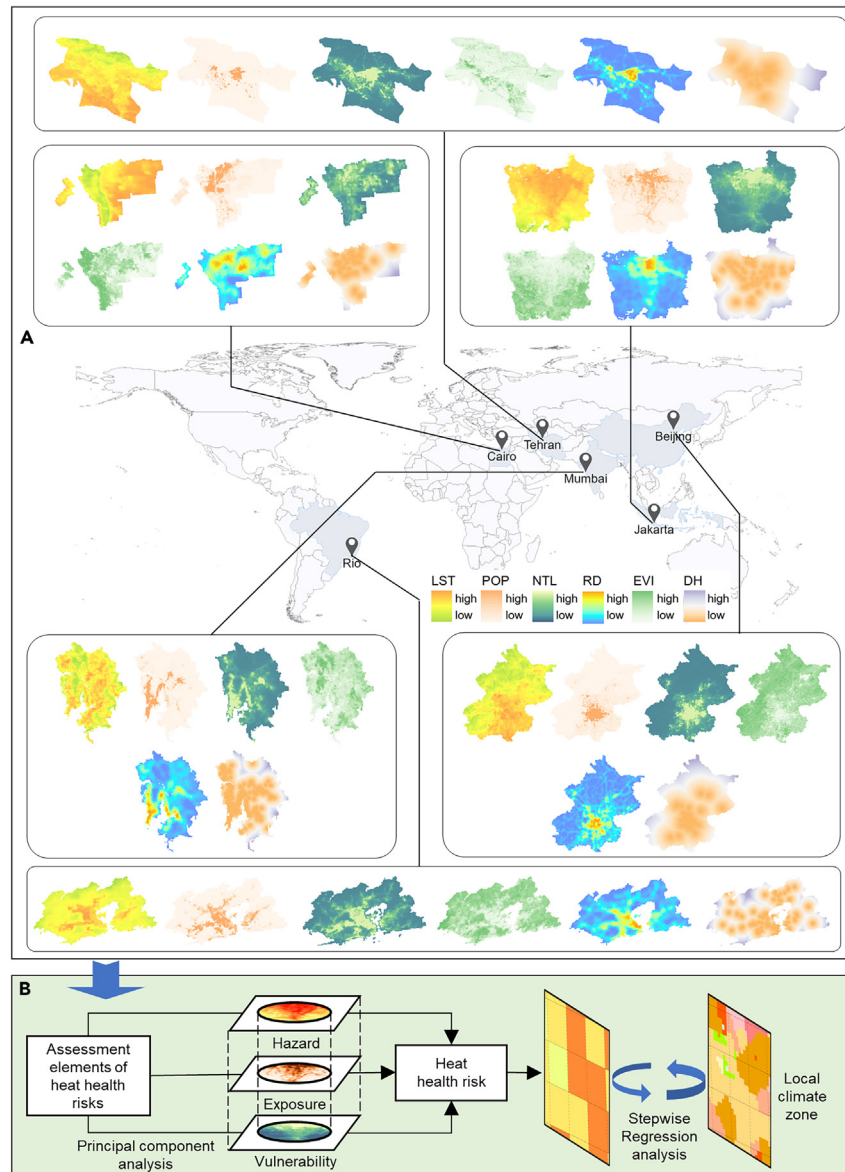 A
Tehran
Beijing
Cairo
Mumbai
Jakarta
Rio
LST POP NTL RD EVI DH
high high high high high high
low low low low low low
B
Assessment
elements of
heat health
risks
Hazard
Exposure
Vulnerability
Principal component
analysis
Heat
health risk
Stepwise
Regression
analysis
Local
climate
zone